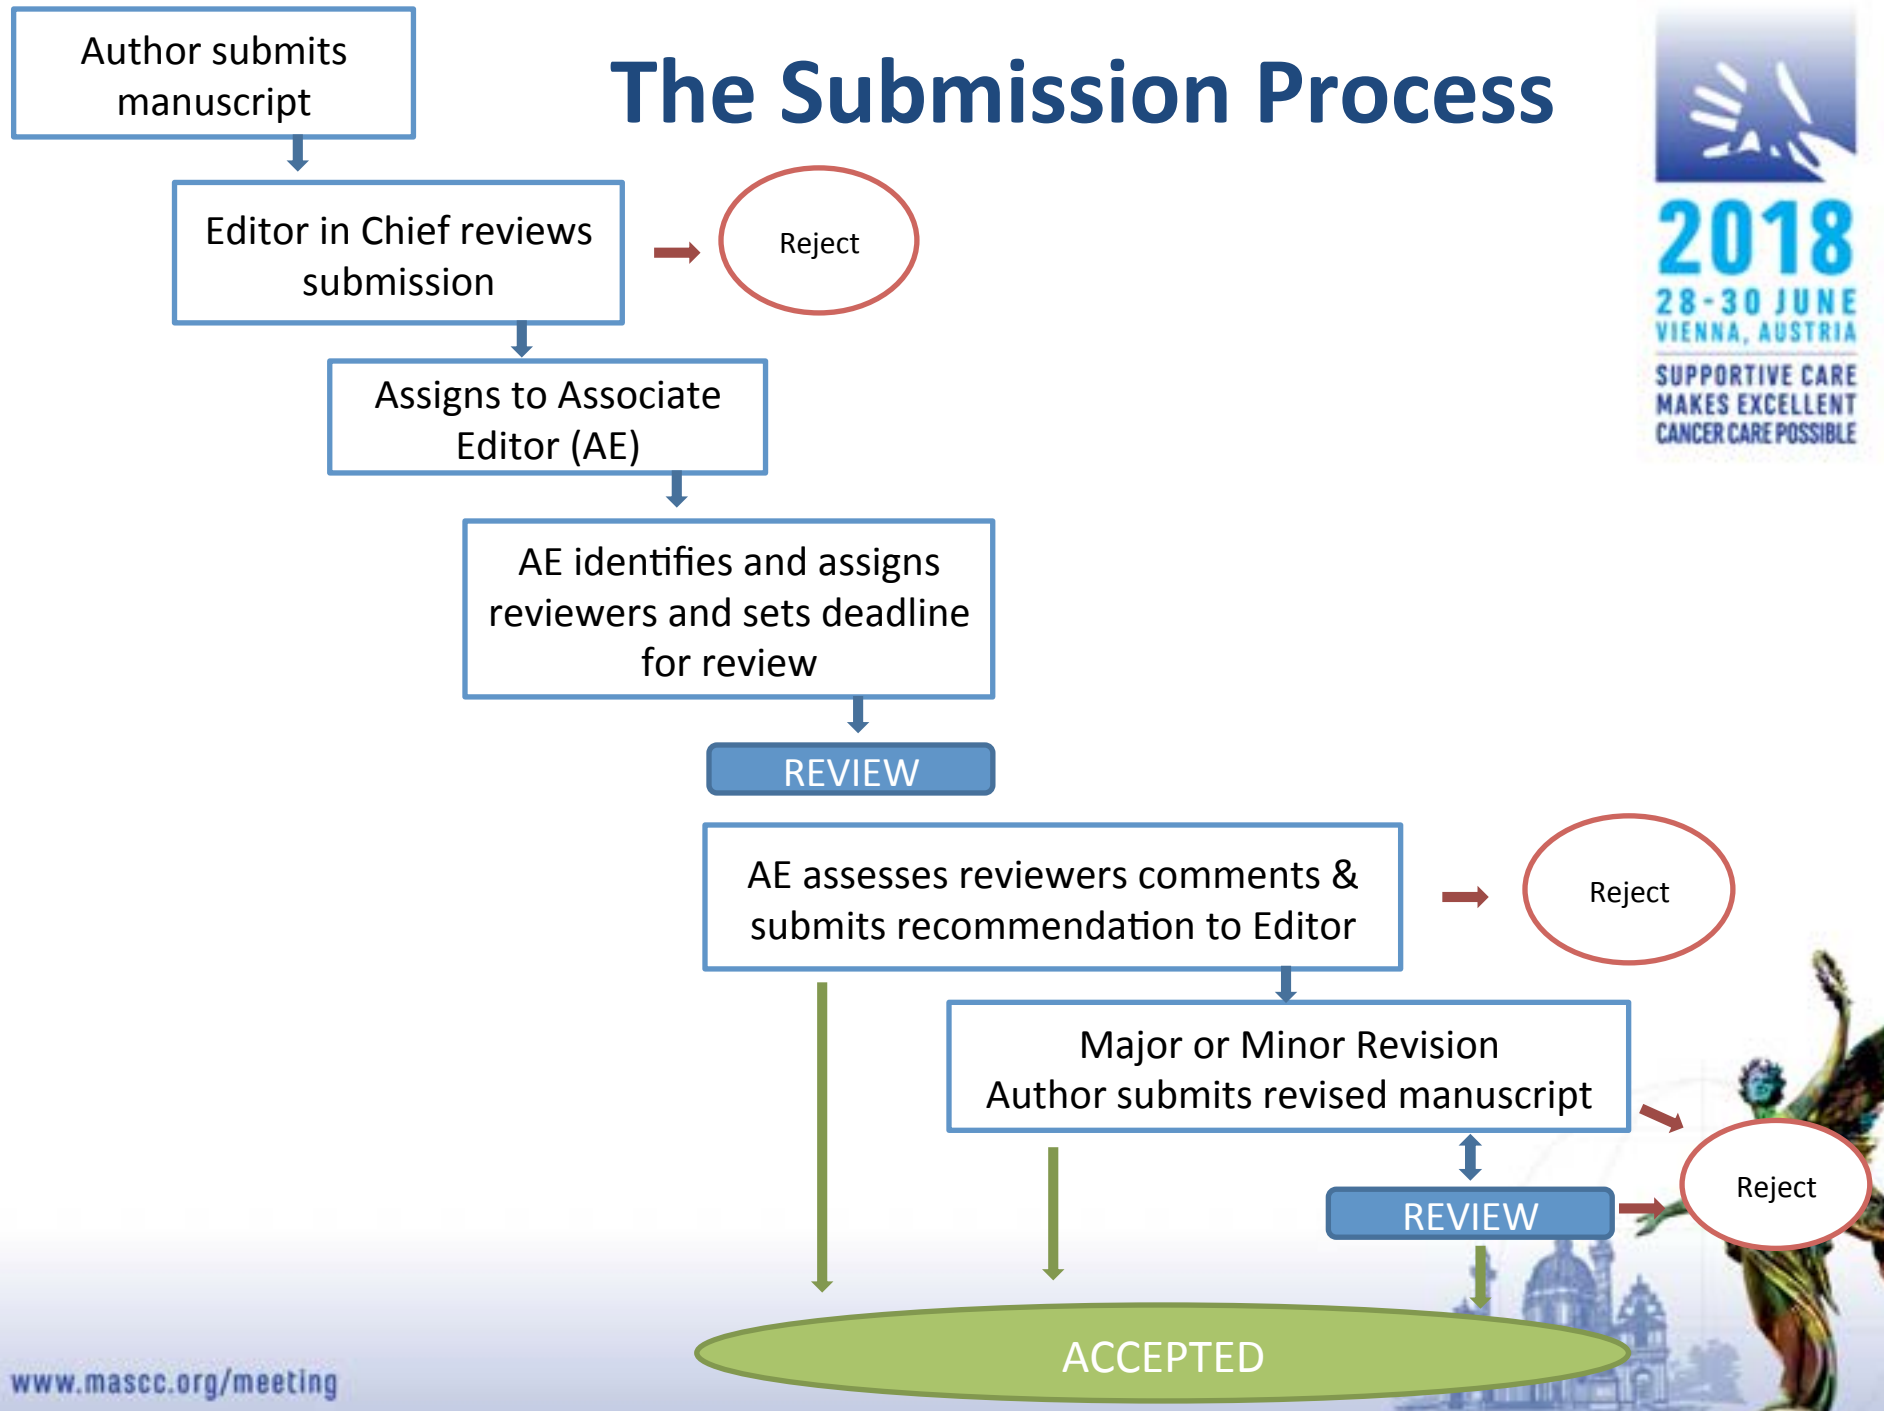 Author submits
manuscript
The Submission Process
Editor in Chief reviews
submission
Reject
2018
28-30 JUNE
VIENNA, AUSTRIA
SUPPORTIVE CARE
MAKES EXCELLENT
CANCER CARE POSSIBLE
Assigns to Associate
Editor (AE)
AE identifies and assigns
reviewers and sets deadline
for review
REVIEW
AE assesses reviewers comments &
submits recommendation to Editor
Reject
Major or Minor Revision
Author submits revised manuscript
Reject
REVIEW
ACCEPTED
www.mascc.org/meeting